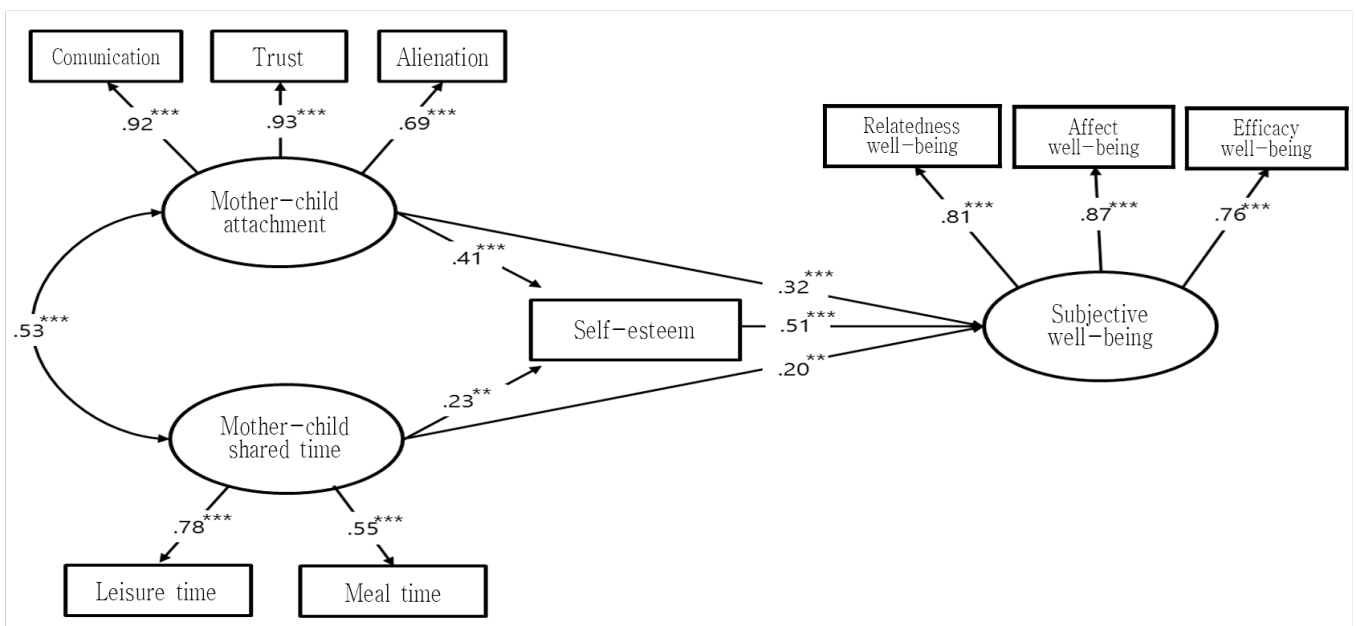 Comunication
Trust
Alienation
.92***
.93***
.69***
Relatedness
well-being
Affect
well-being
Efficacy
well-being
Mother-child
attachment
.81***
.87***
.76***
.41***
.32***
.53***
Self-esteem
.51***
Subjective
well-being
.20**
.23**
Mother-child
shared time
.78***
.55***
Leisure time
Meal time